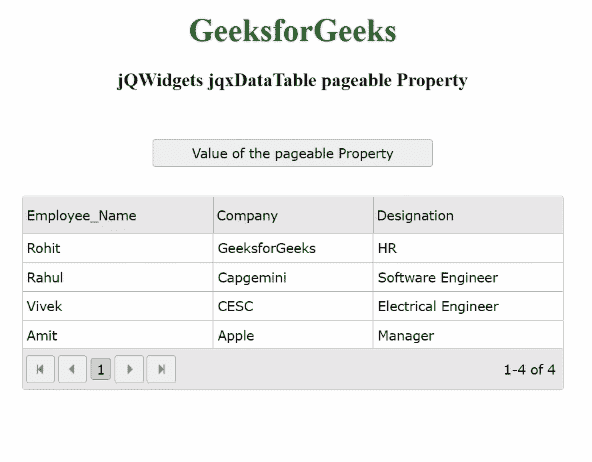 GeeksforGeeks
jQWidgets jqxDataTable pageable Property
Value of the pageable Property
Employee_Name Company Designation
Rohit GeeksforGeeks HR
Rahul Capgemini Software Engineer
Vivek CESC Electrical Engineer
Amit Apple Manager
1 1-4 of 4